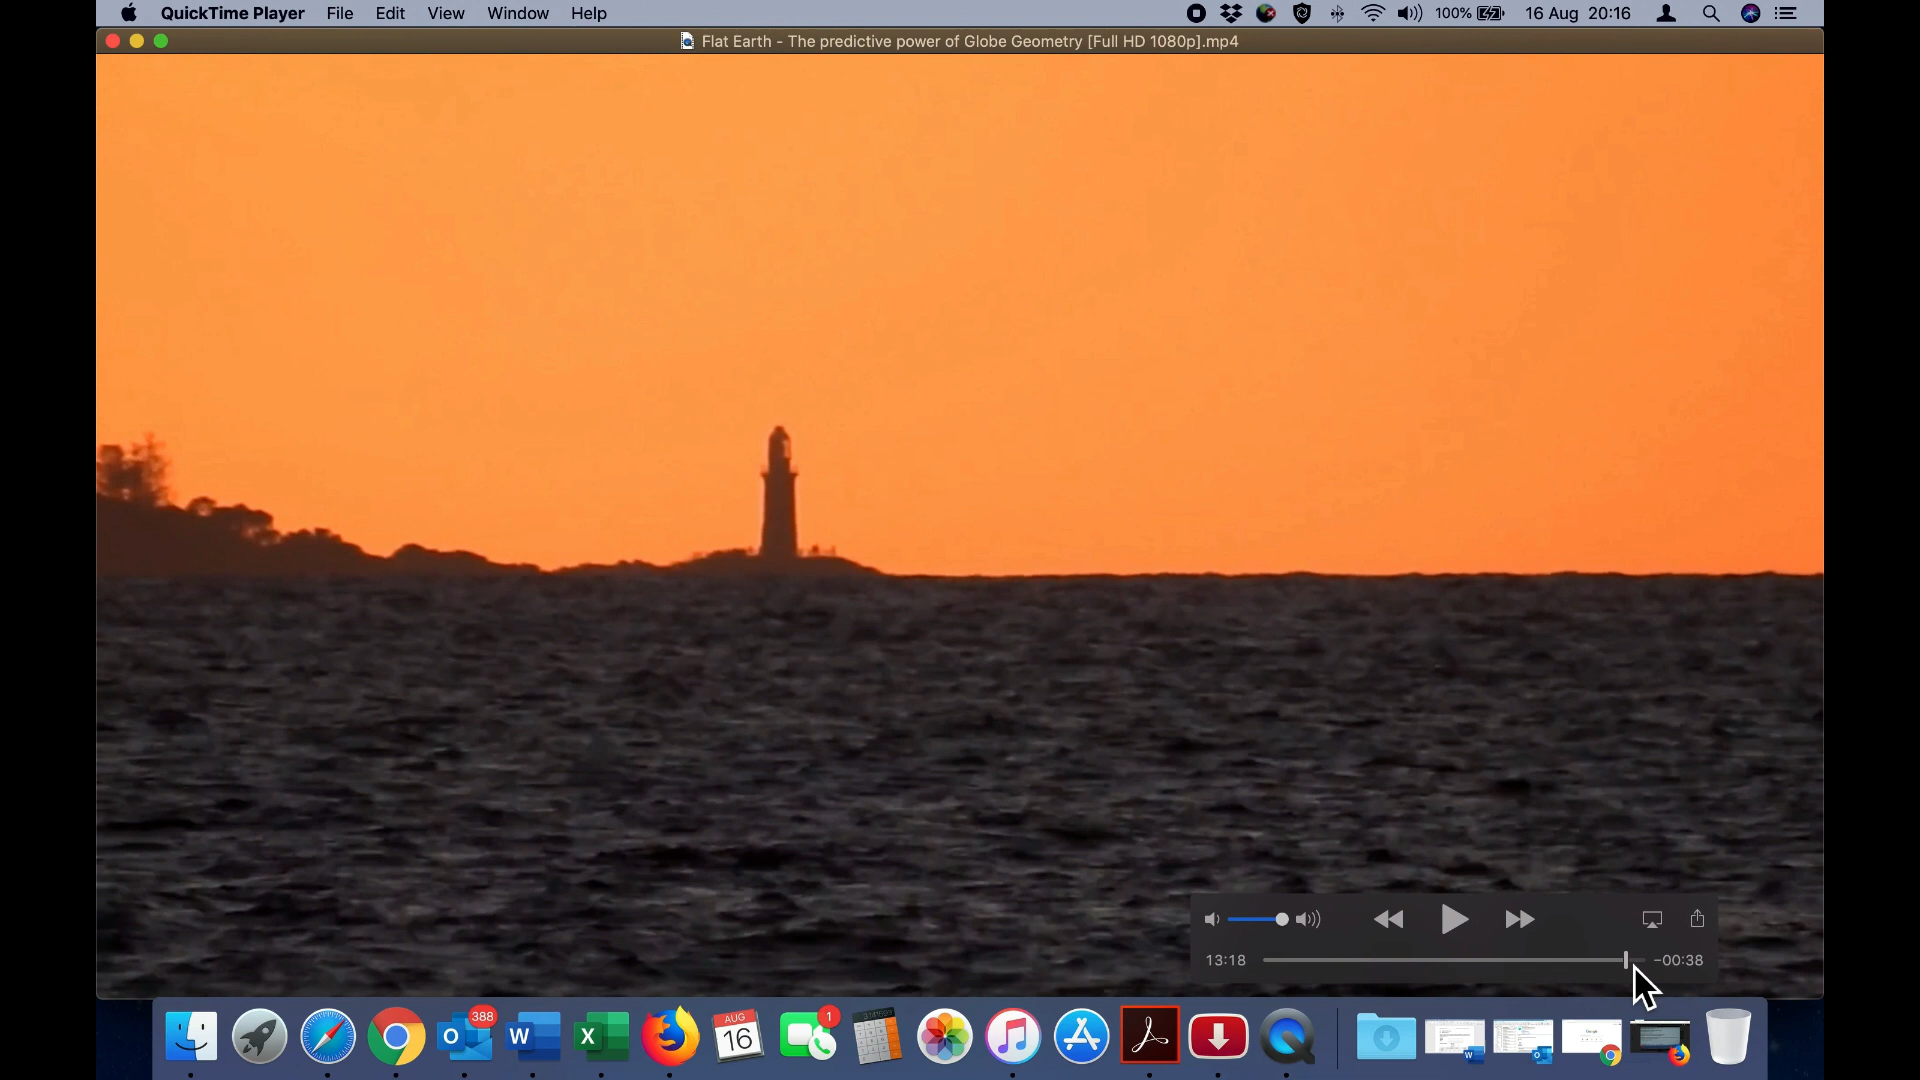 QuickTime Player File Edit View Window Help 100% 16 Aug 20:16
Flat Earth - The predictive power of Globe Geometry [Full HD 1080p].mp4
13:18 -00:38
388
AUG
1
16